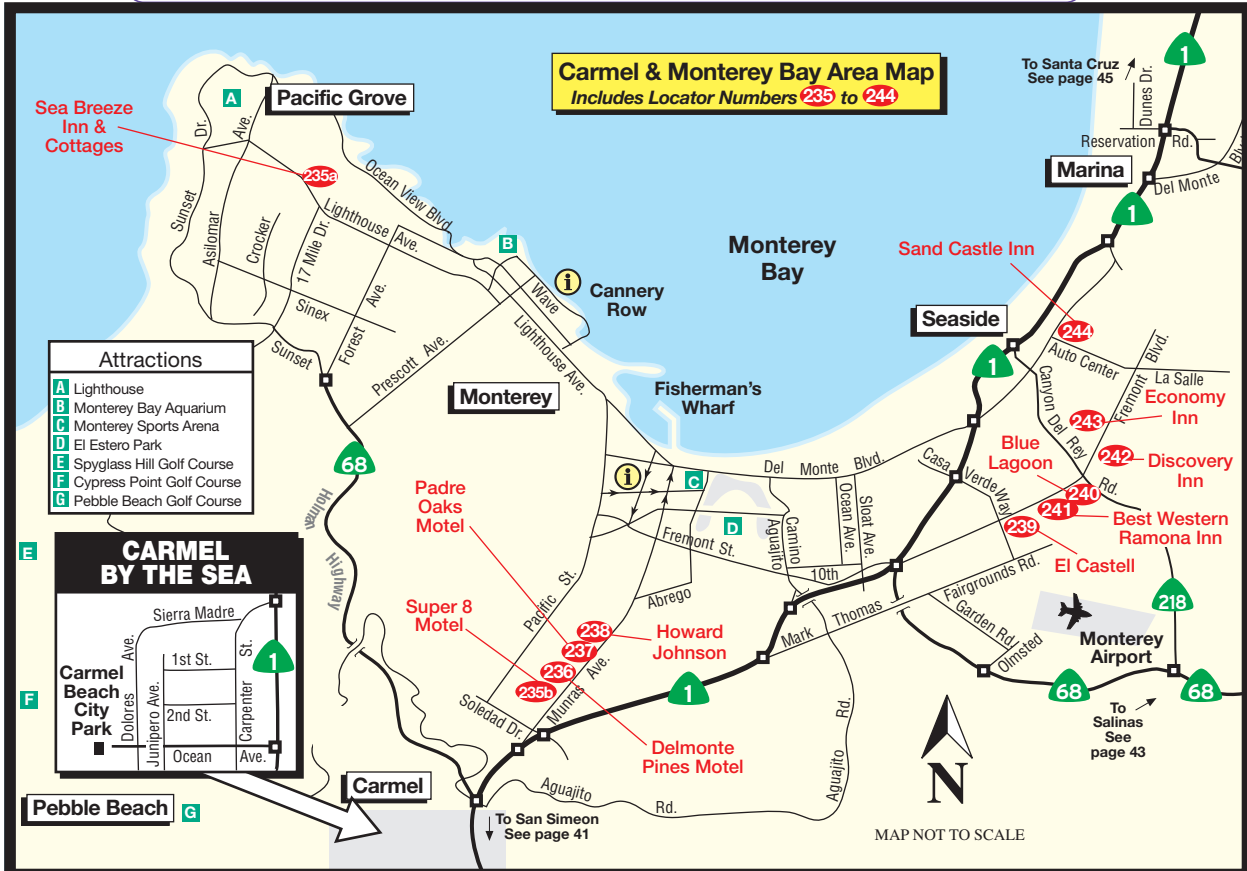 Carmel & Monterey Bay Area Map
Includes Locator Numbers 235 to 244
To Santa Cruz
See page 45
1
Dunes Dr.
Reservation Rd.
Blv
Marina
Del Monte
1
A
Pacific Grove
Sea Breeze
Inn &
Cottages
235a
Dr.
Ave.
Sunset
Asilomar
Crocker
17 Mile Dr.
Lighthouse Ave.
Ocean View Blvd.
Sinex
Forest Ave.
Sunset
Prescott Ave.
B
i
Cannery
Row
Wave
Lighthouse Ave.
Monterey
Bay
Sand Castle Inn
244
Seaside
1
Auto Center
La Salle
Fremont Blvd.
Canyon Del Rey
Rd.
Economy
Inn
243
Blue
Lagoon
242
Discovery
Inn
240
241
Best Western
Ramona Inn
239
El Castell
Attractions
A Lighthouse
B Monterey Bay Aquarium
C Monterey Sports Arena
D El Estero Park
E Spyglass Hill Golf Course
F Cypress Point Golf Course
G Pebble Beach Golf Course
Monterey
Fisherman's
Wharf
68
Holman
Highway
i
C
D
Del Monte Blvd.
Casa Verde Way
Ocean Ave.
Sloat Ave.
Camino
Aguajito
Fremont St.
10th
Pacific St.
Abrego
Mark Thomas
Fairgrounds Rd.
Garden Rd.
Olmsted
Monterey
Airport
218
68
68
To
Salinas
See
page 43
Padre
Oaks
Motel
Super 8
Motel
238
237
236
235b
Howard
Johnson
Munras Ave.
Soledad Dr.
1
Delmonte
Pines Motel
Aguajito Rd.
Aguajito Rd.
N
MAP NOT TO SCALE
E
F
CARMEL
BY THE SEA
Sierra Madre
1st St.
2nd St.
Ocean Ave.
Dolores Ave.
Junipero Ave.
Carpenter St.
1
Carmel
Beach
City
Park
Carmel
Pebble Beach
G
To San Simeon
See page 41